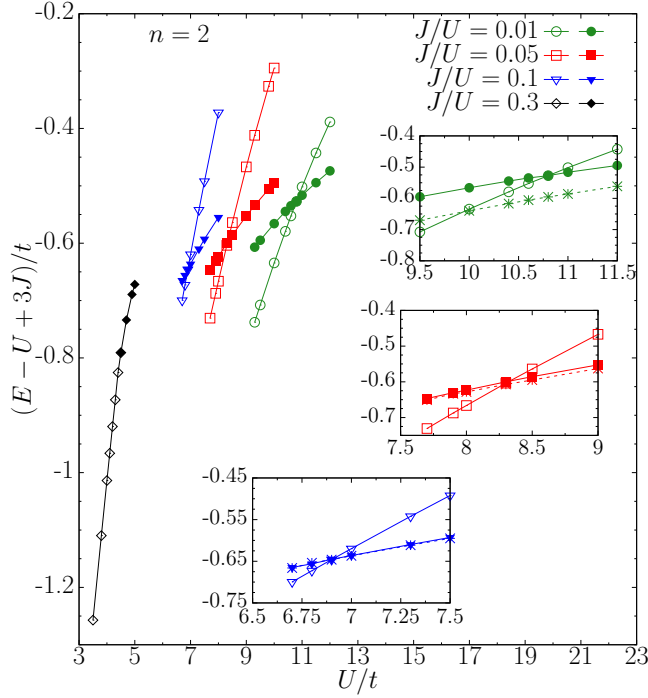 n = 2
J/U = 0.01
J/U = 0.05
J/U = 0.1
J/U = 0.3
(E − U + 3J)/t
-0.2
-0.4
-0.6
-0.8
-1
-1.2
3 5 7 9 11 13 15 17 19 21 23
U/t
-0.4
-0.5
-0.6
-0.7
-0.8
9.5 10 10.5 11 11.5
-0.4
-0.5
-0.6
-0.7
7.5 8 8.5 9
-0.45
-0.55
-0.65
-0.75
6.5 6.75 7 7.25 7.5